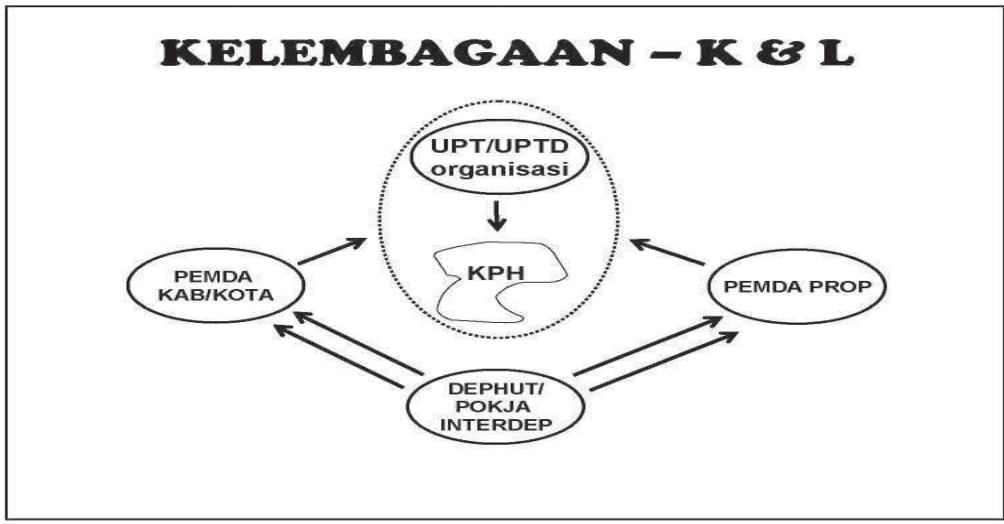 KELEMBAGAAN – K & L
UPT/UPTD
organisasi
KPH
PEMDA
KAB/KOTA
PEMDA PROP
DEPHUT/
POKJA
INTERDEP